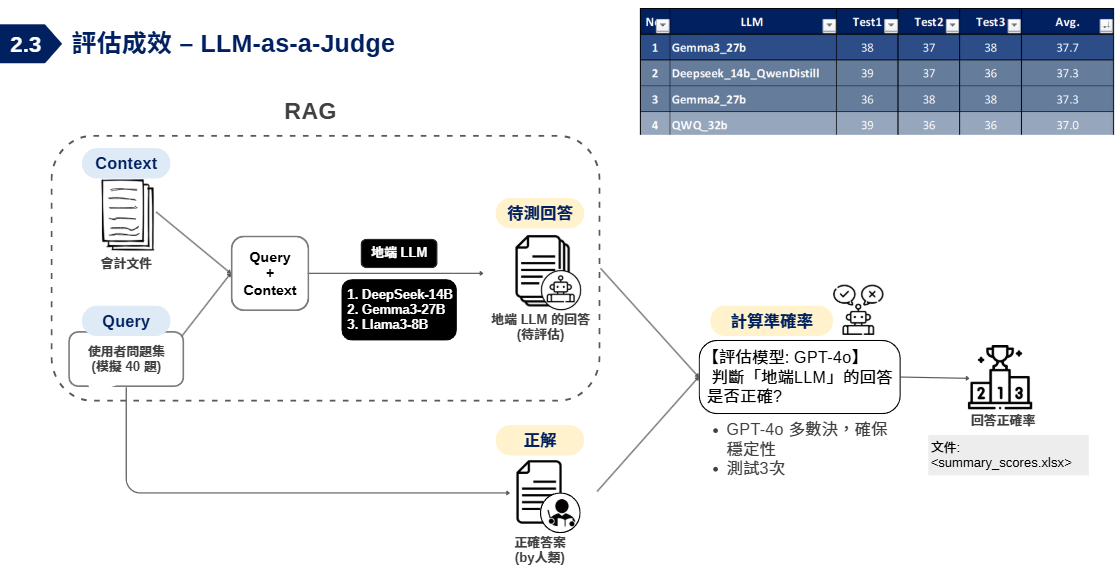 2.3
評估成效 – LLM-as-a-Judge
LLM Test1 Test2 Test3 Avg.
1 Gemma3_27b 38 37 38 37.7
2 Deepseek_14b_QwenDistill 39 37 36 37.3
3 Gemma2_27b 36 38 38 37.3
4 QWQ_32b 39 36 36 37.0
RAG
Context
會計文件
Query
使用者問題集
(模擬 40 題)
Query
+
Context
地端 LLM
1. DeepSeek-14B
2. Gemma3-27B
3. Llama3-8B
待測回答
地端 LLM 的回答
(待評估)
正解
正確答案
(by人類)
計算準確率
【評估模型: GPT-4o】
判斷「地端LLM」的回答
是否正確?
• GPT-4o 多數決，確保
穩定性
• 測試3次
2 1 3
回答正確率
文件:
<summary_scores.xlsx>